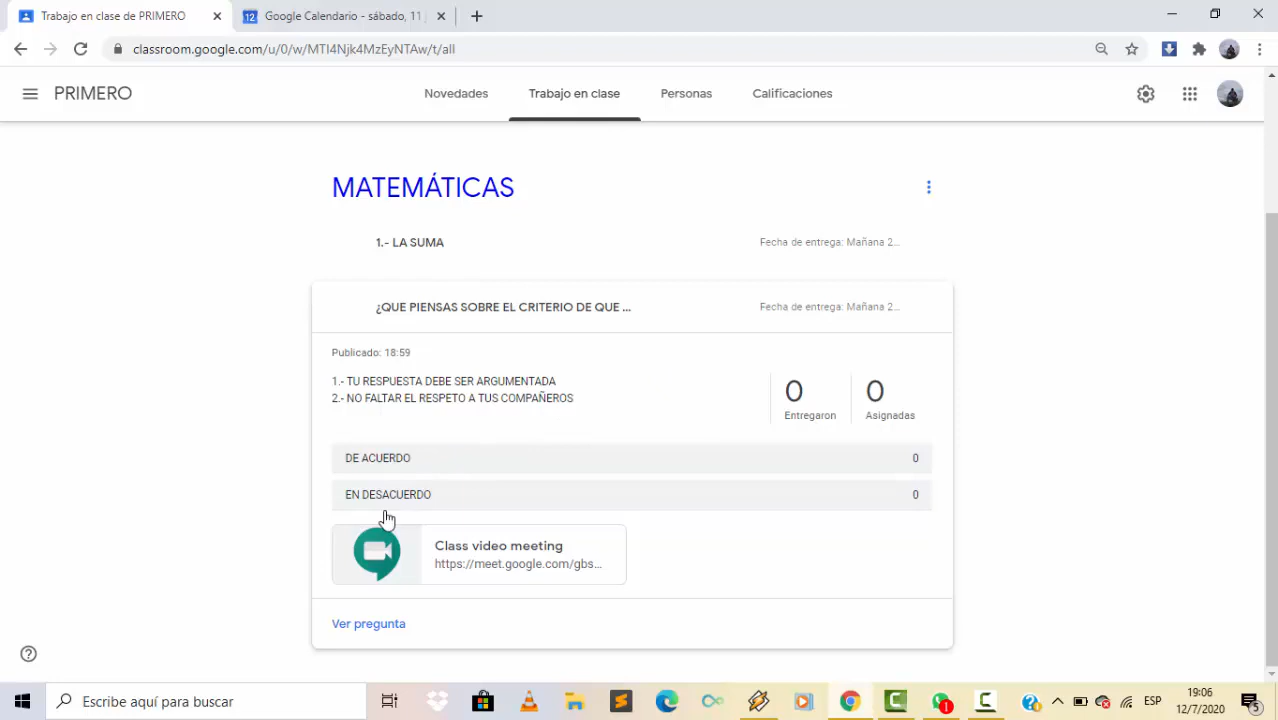 Trabajo en clase de PRIMERO
Google Calendario - sábado, 11 j
classroom.google.com/u/0/w/MTI4Njk4MzEyNTAw/t/all
PRIMERO
Novedades
Trabajo en clase
Personas
Calificaciones
MATEMÁTICAS
1.- LA SUMA
Fecha de entrega: Mañana 2...
¿QUE PIENSAS SOBRE EL CRITERIO DE QUE ...
Fecha de entrega: Mañana 2...
Publicado: 18:59
1.- TU RESPUESTA DEBE SER ARGUMENTADA
2.- NO FALTAR EL RESPETO A TUS COMPAÑEROS
0
Entregaron
0
Asignadas
DE ACUERDO
0
EN DESACUERDO
0
Class video meeting
https://meet.google.com/gbs...
Ver pregunta
Escribe aquí para buscar
1
ESP
19:06
12/7/2020
5